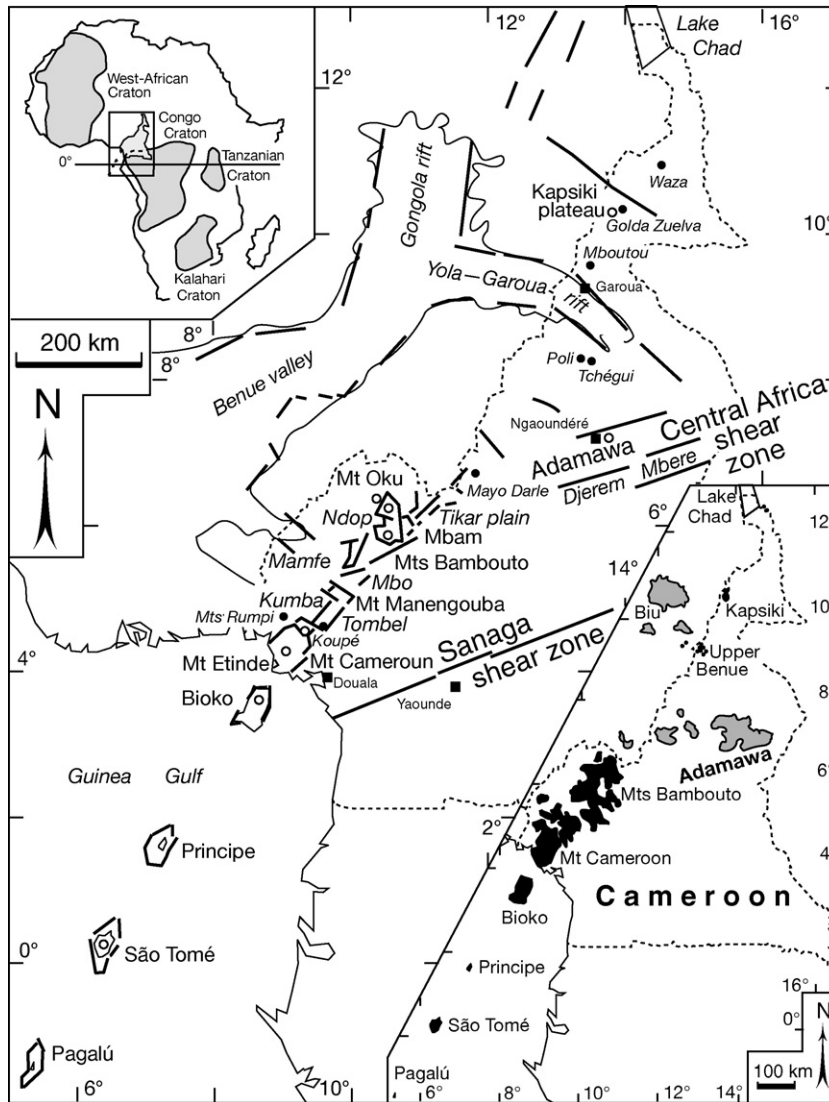 12°
16°
Lake
Chad
West-African
Craton
Congo
Craton
0°
Tanzanian
Craton
Kalahari
Craton
12°
Gongola rift
Waza
Kapsiki
plateau
Golda Zuelva
10°
Mboutou
Garoua
Yola—Garoua
rift
8°
200 km
8°
Benue valley
Poli
Tchégui
N
Ngaoundéré
Adamawa
Central Africa
shear
zone
Djerem
Mbere
Mt Oku
Mayo Darle
Ndop
Tikar plain
Mbam
Mamfe
Mts Bambouto
Mbo
Kumba
Mt Manengouba
Mts Rumpi
Tombel
Koupé
Mt Etinde
Mt Cameroun
Sanaga
shear zone
4°
Douala
Yaounde
Bioko
Guinea Gulf
Principe
0°
São Tomé
Pagalú
6°
10°
6°
Lake
Chad
14°
12
Biu
Kapsiki
10
Upper
Benue
8
Adamawa
6°
Mts Bambouto
2°
Mt Cameroon
4
Bioko
Cameroon
Principe
16°
0°
N
São Tomé
100 km
Pagalú
6°
8°
10°
12°
14°